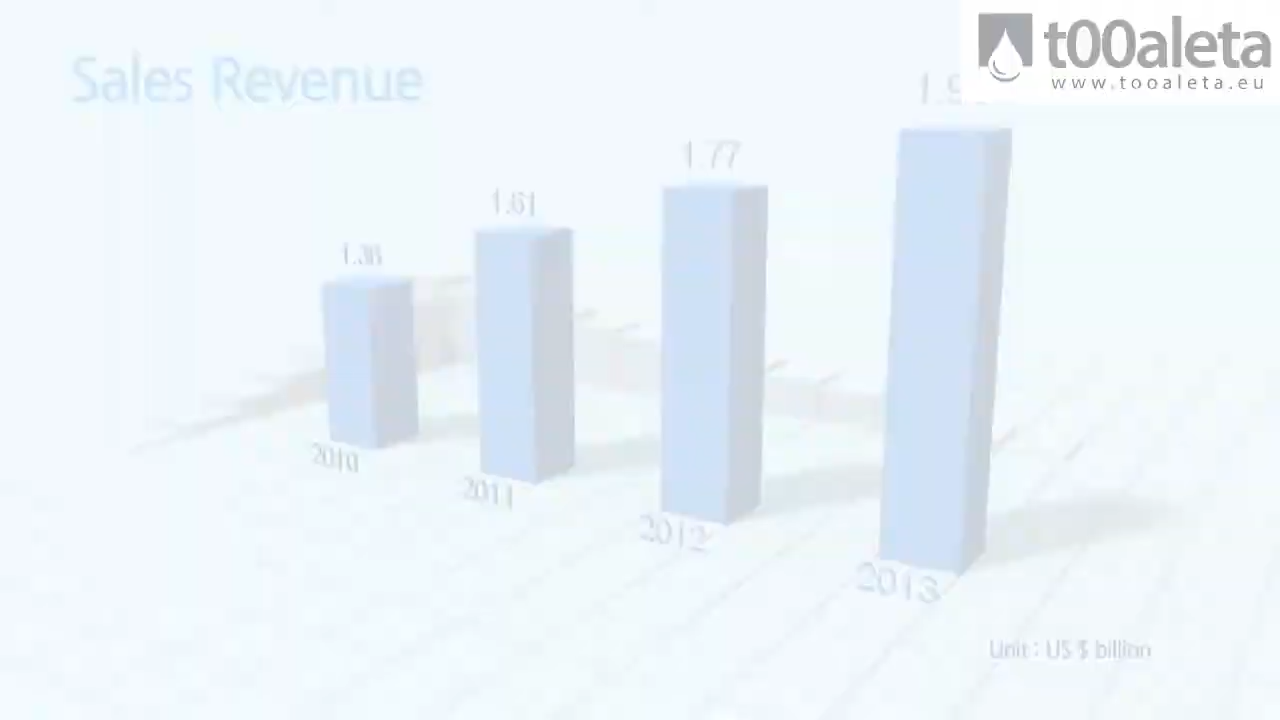 Sales Revenue
t00aleta
www.tooaleta.eu
1.77
1.61
2010
2011
2012
2013
Unit : US $ billion